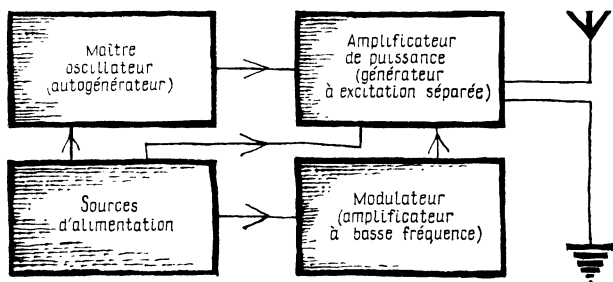 Maître
oscillateur
(autogénérateur)
Amplificateur
de puissance
(générateur
à excitation séparée)
Sources
d'alimentation
Modulateur
(amplificateur
à basse fréquence)